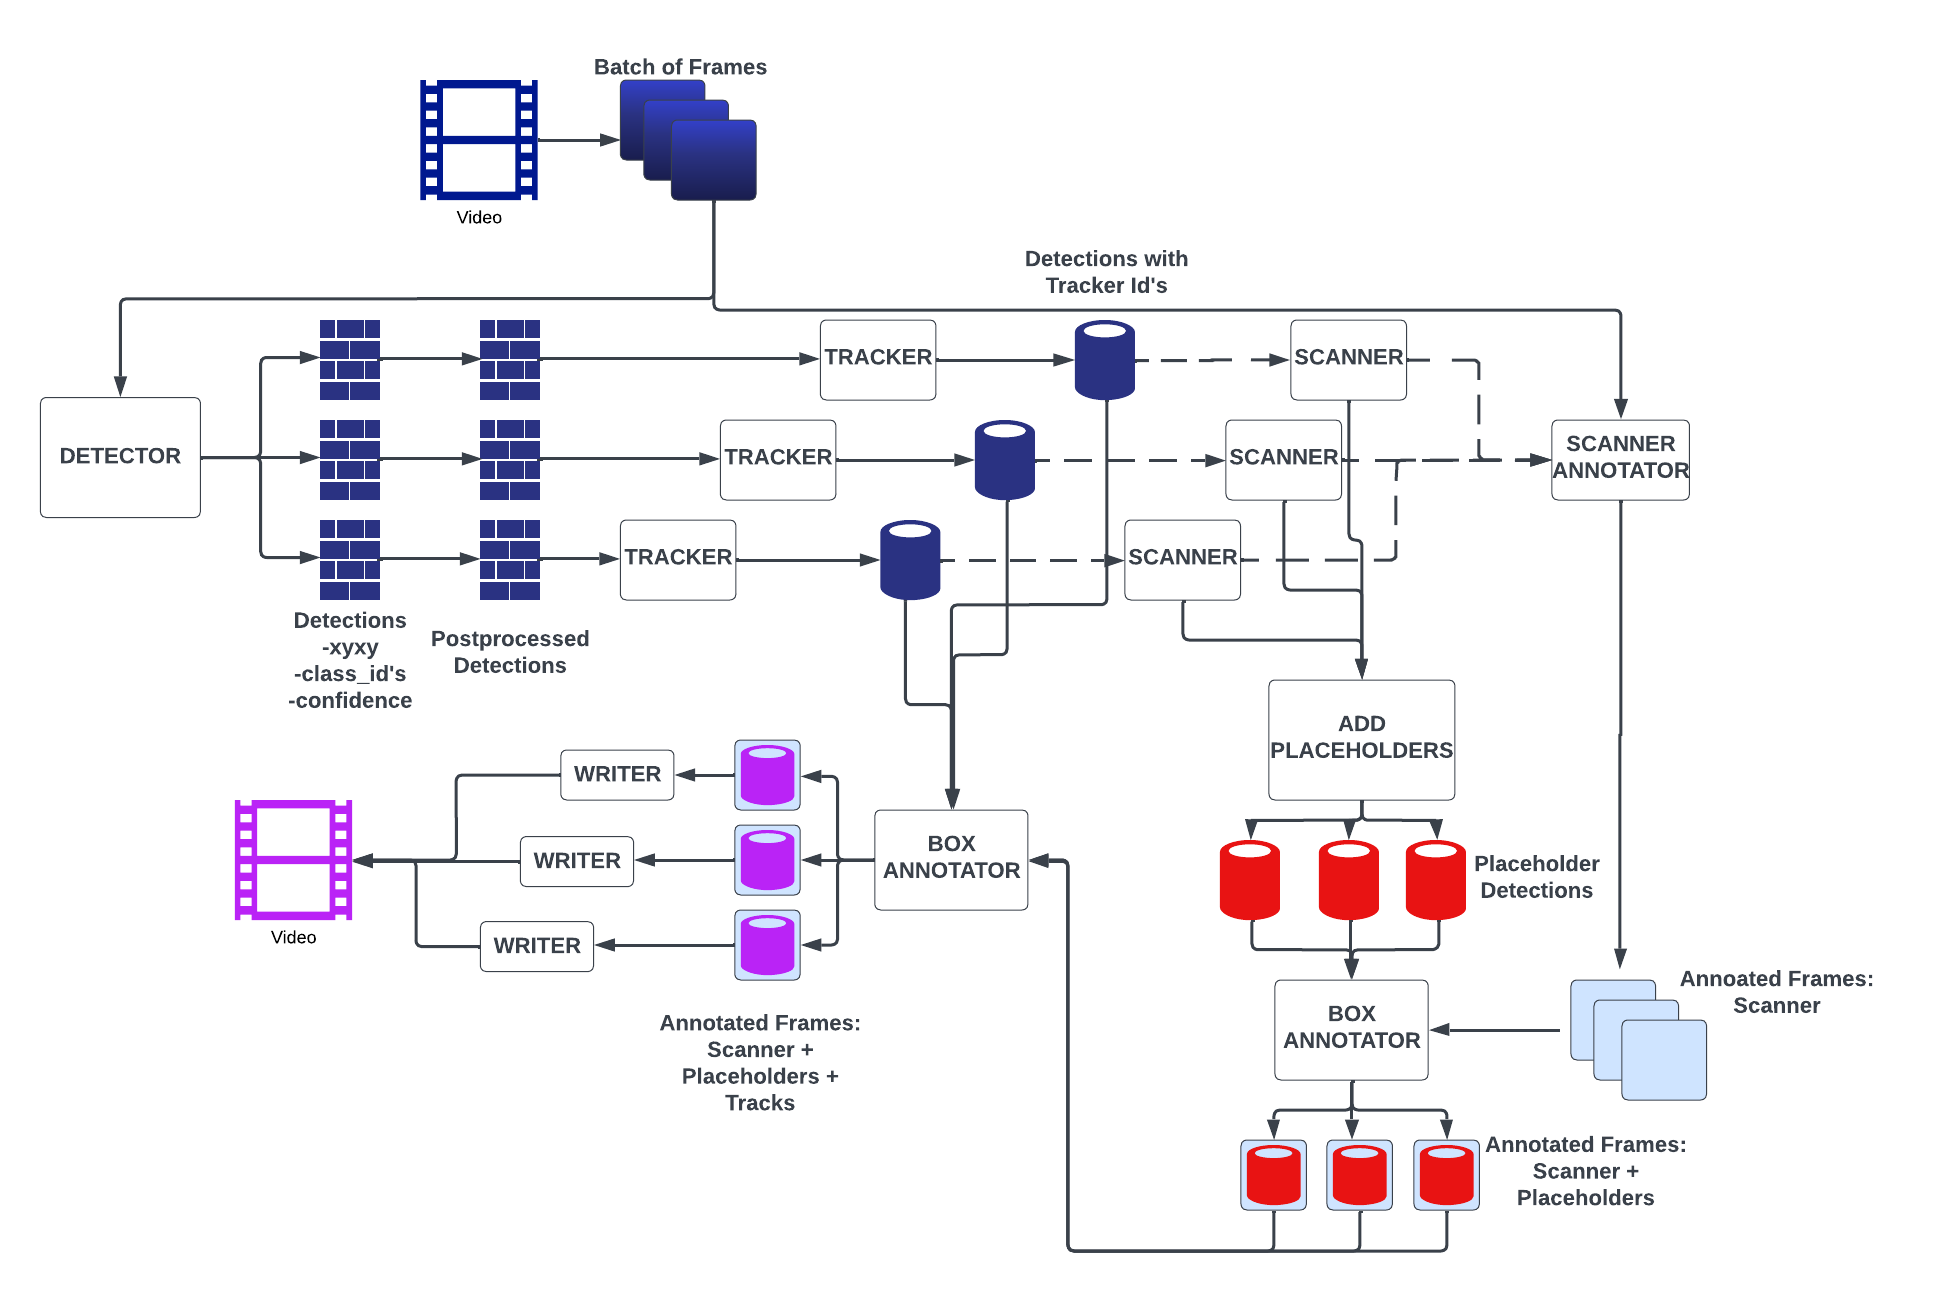 Batch of Frames
Video
Detections with
Tracker Id's
TRACKER
SCANNER
DETECTOR
TRACKER
SCANNER
SCANNER
ANNOTATOR
TRACKER
SCANNER
Detections
-xyxy
-class_id's
-confidence
Postprocessed
Detections
ADD
PLACEHOLDERS
WRITER
WRITER
WRITER
BOX
ANNOTATOR
Placeholder
Detections
Video
Annoated Frames:
Scanner
BOX
ANNOTATOR
Annotated Frames:
Scanner +
Placeholders +
Tracks
Annotated Frames:
Scanner +
Placeholders